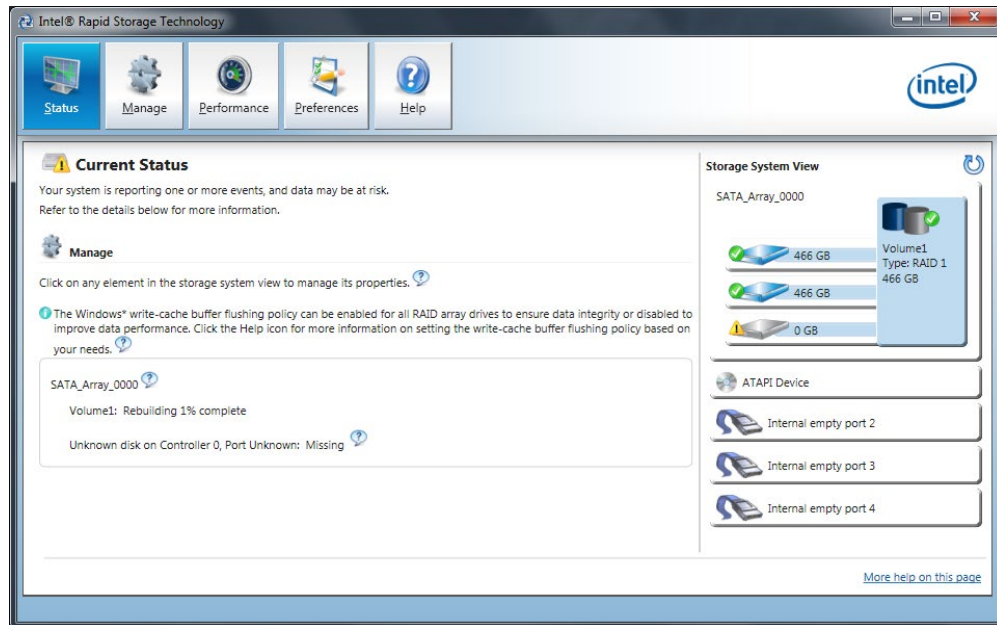 Intel® Rapid Storage Technology
Status
Manage
Performance
Preferences
Help
intel
Current Status
Your system is reporting one or more events, and data may be at risk.
Refer to the details below for more information.
Manage
Click on any element in the storage system view to manage its properties.
The Windows* write-cache buffer flushing policy can be enabled for all RAID array drives to ensure data integrity or disabled to
improve data performance. Click the Help icon for more information on setting the write-cache buffer flushing policy based on
your needs.
SATA_Array_0000
Volume1: Rebuilding 1% complete
Unknown disk on Controller 0, Port Unknown: Missing
Storage System View
SATA_Array_0000
466 GB
466 GB
0 GB
Volume1
Type: RAID 1
466 GB
ATAPI Device
Internal empty port 2
Internal empty port 3
Internal empty port 4
More help on this page